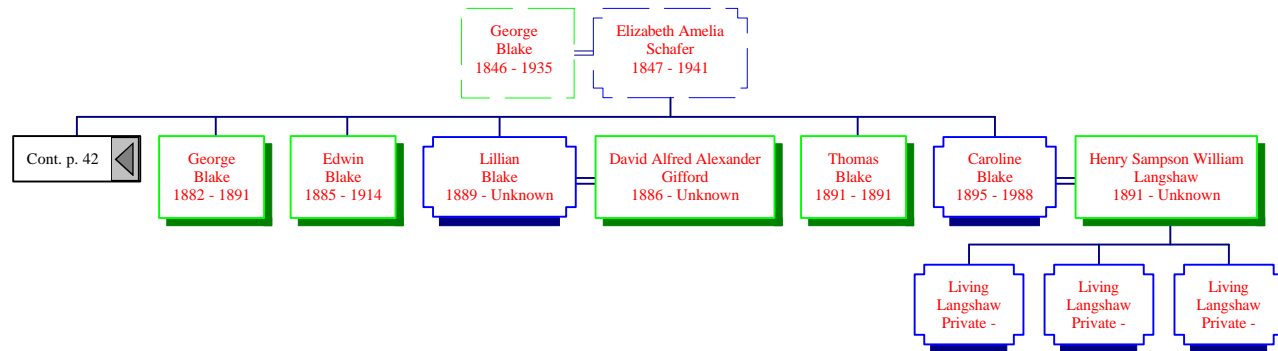 George
Blake
1846 - 1935
Elizabeth Amelia
Schafer
1847 - 1941
Cont. p. 42
George
Blake
1882 - 1891
Edwin
Blake
1885 - 1914
Lillian
Blake
1889 - Unknown
David Alfred Alexander
Gifford
1886 - Unknown
Thomas
Blake
1891 - 1891
Caroline
Blake
1895 - 1988
Henry Sampson William
Langshaw
1891 - Unknown
Living
Langshaw
Private -
Living
Langshaw
Private -
Living
Langshaw
Private -